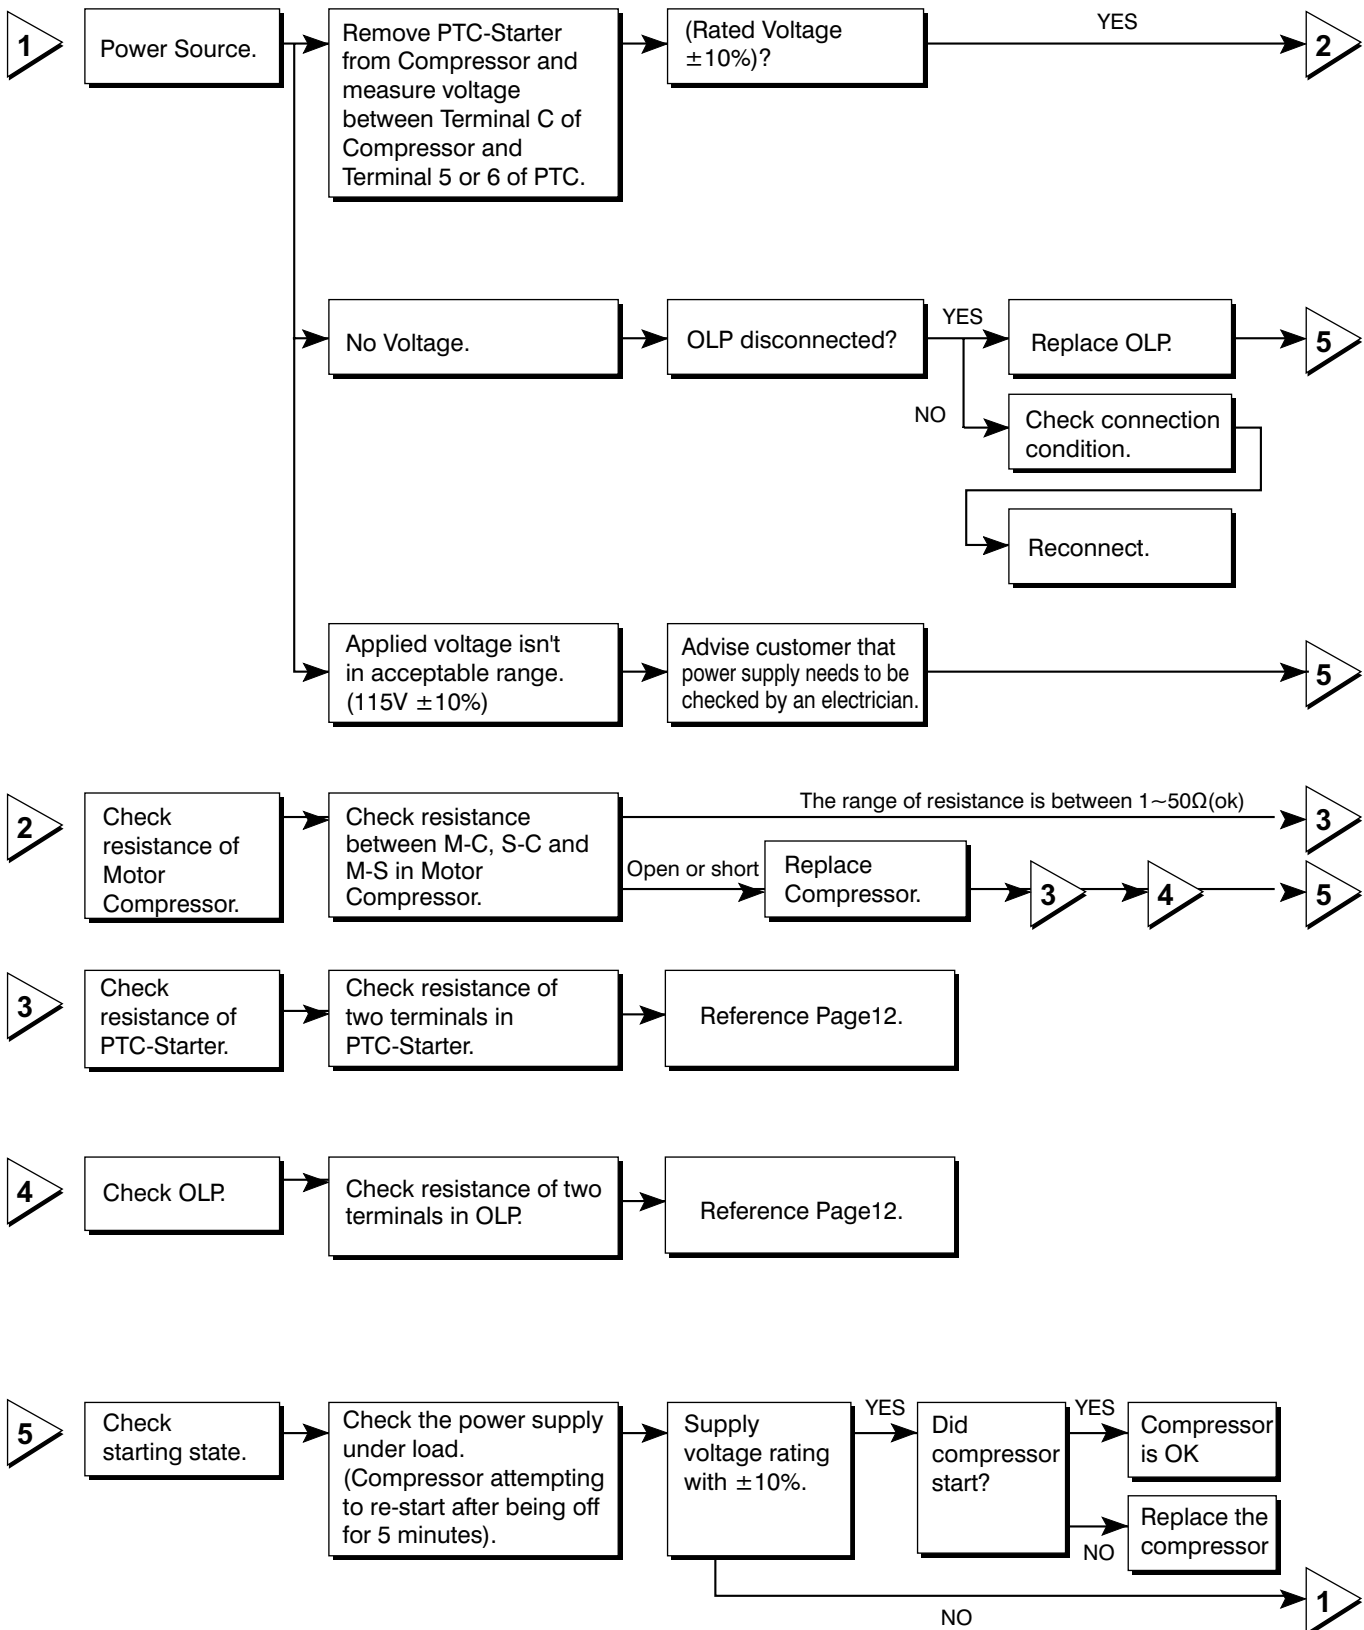 1
Power Source.
Remove PTC-Starter
from Compressor and
measure voltage
between Terminal C of
Compressor and
Terminal 5 or 6 of PTC.
(Rated Voltage
±10%)?
YES
2
No Voltage.
OLP disconnected?
YES
Replace OLP.
5
NO
Check connection
condition.
Reconnect.
Applied voltage isn't
in acceptable range.
(115V ±10%)
Advise customer that
power supply needs to be
checked by an electrician.
5
2
Check
resistance of
Motor
Compressor.
Check resistance
between M-C, S-C and
M-S in Motor
Compressor.
The range of resistance is between 1~50Ω(ok)
3
Open or short
Replace
Compressor.
3
4
5
3
Check
resistance of
PTC-Starter.
Check resistance of
two terminals in
PTC-Starter.
Reference Page12.
4
Check OLP.
Check resistance of two
terminals in OLP.
Reference Page12.
5
Check
starting state.
Check the power supply
under load.
(Compressor attempting
to re-start after being off
for 5 minutes).
Supply
voltage rating
with ±10%.
YES
Did
compressor
start?
YES
Compressor
is OK
NO
Replace the
compressor
NO
1